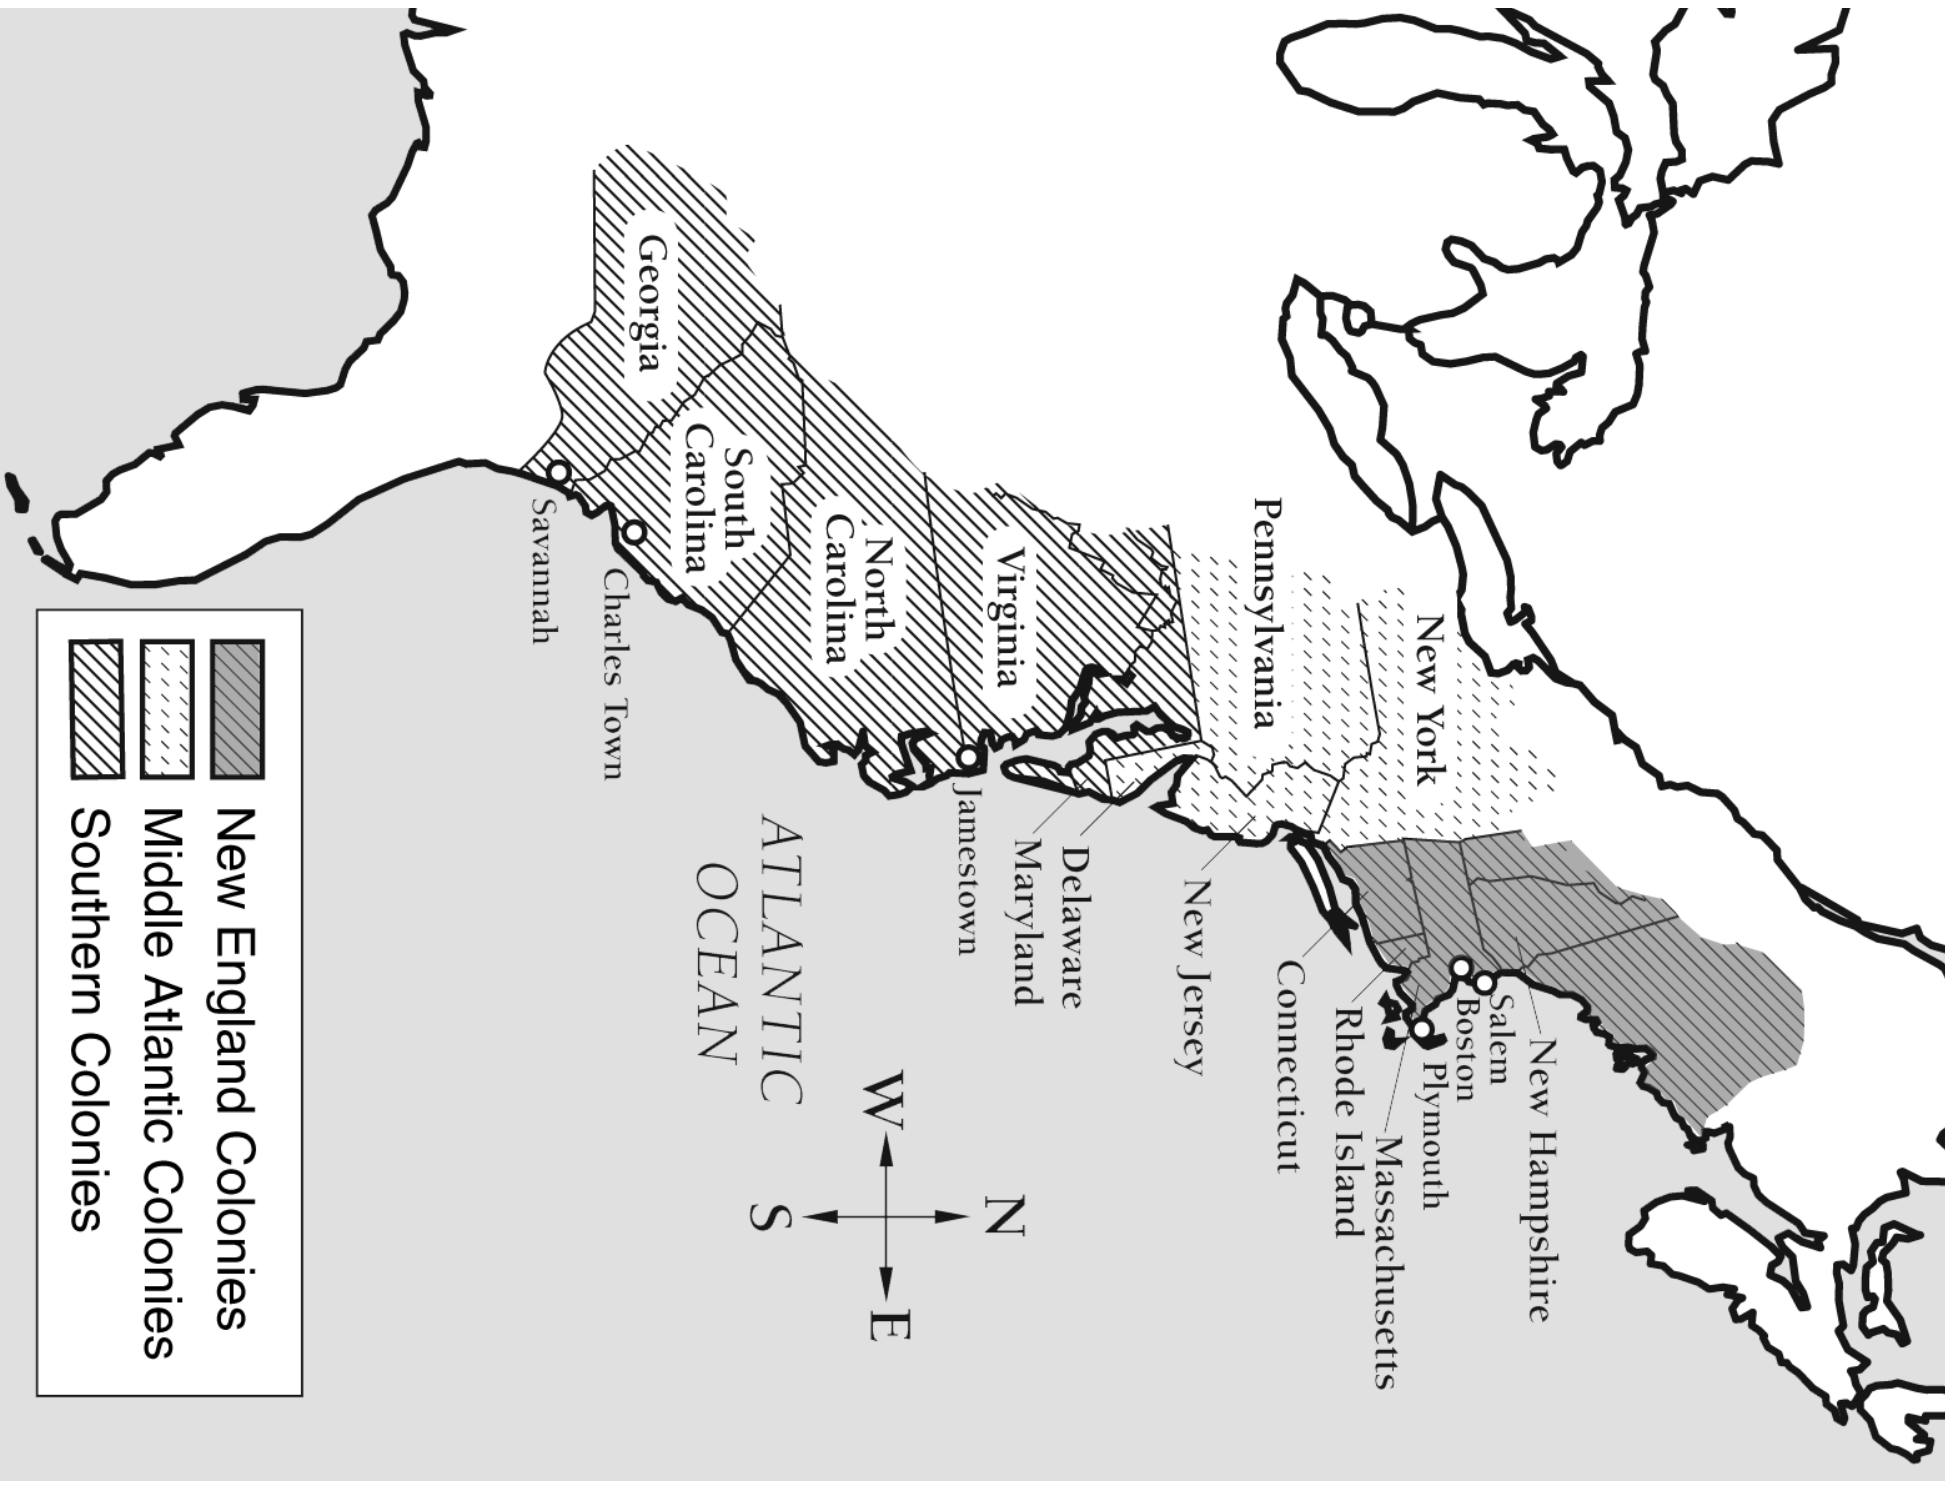 New York
Pennsylvania
New Hampshire
Salem
Boston
Plymouth
Massachusetts
Rhode Island
Connecticut
New Jersey
Delaware
Maryland
Virginia
Jamestown
North
Carolina
South
Carolina
Charles Town
Georgia
Savannah
ATLANTIC
OCEAN
N
W
E
S
New England Colonies
Middle Atlantic Colonies
Southern Colonies